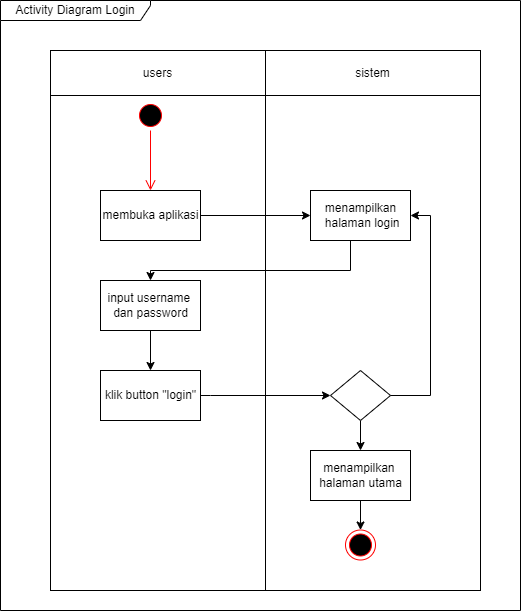 Activity Diagram Login
users
sistem
membuka aplikasi
menampilkan
halaman login
input username
dan password
klik button "login"
menampilkan
halaman utama